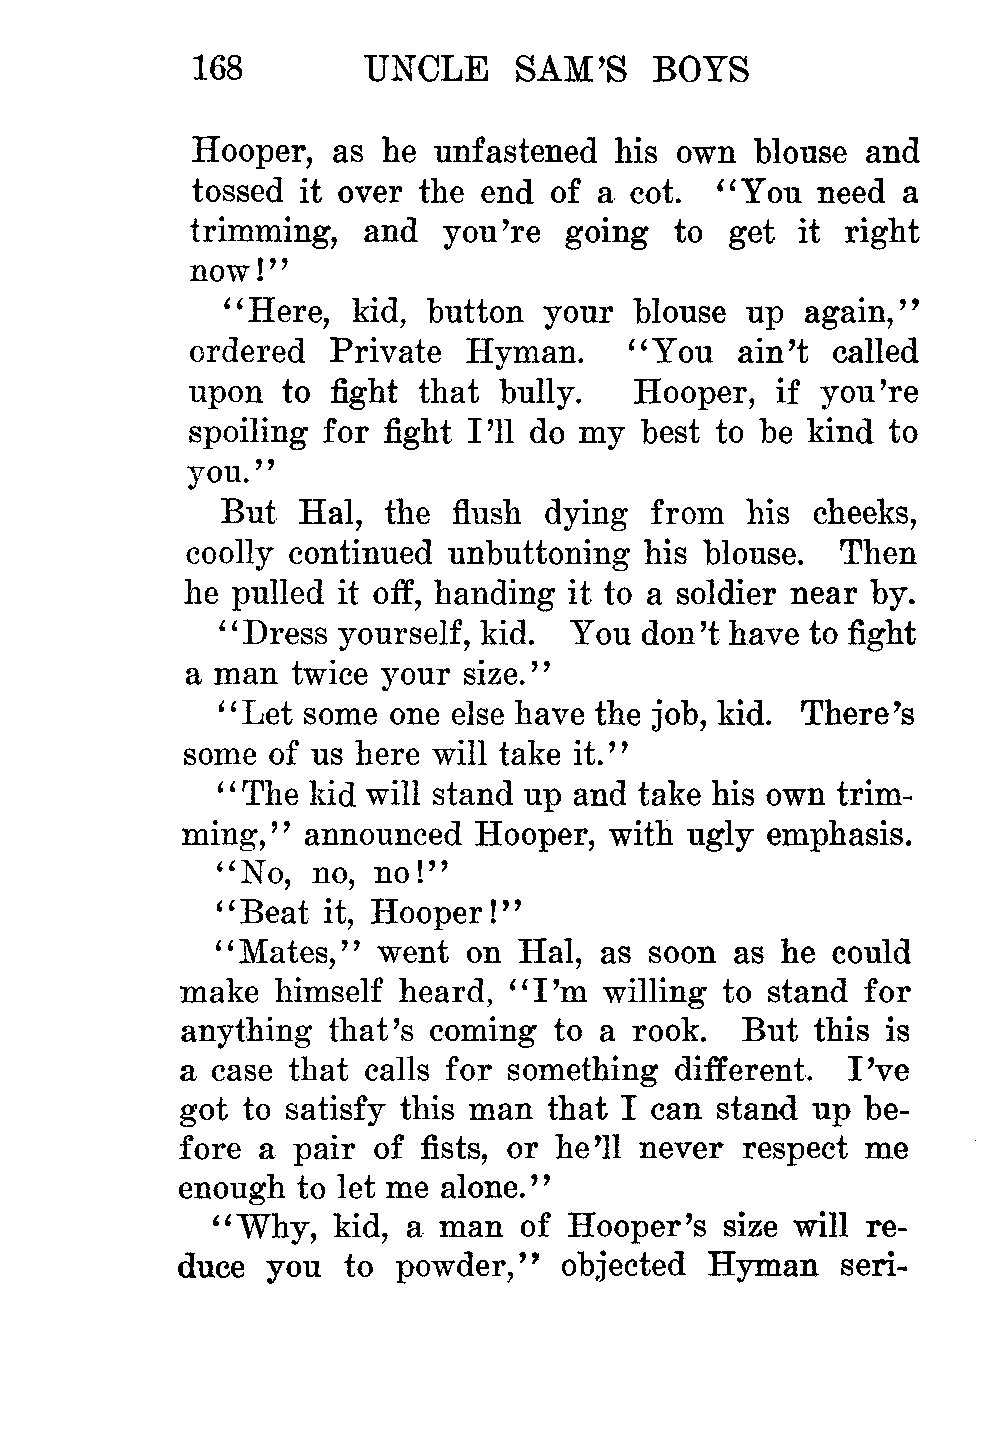 168 UNCLE SAM'S BOYS
Hooper, as he unfastened his own blouse and
tossed it over the end of a cot. "You need a
trimming, and you're going to get it right
now!"
"Here, kid, button your blouse up again,"
ordered Private Hyman. "You ain't called
upon to fight that bully. Hooper, if you're
spoiling for fight I'll do my best to be kind to
you."
But Hal, the flush dying from his cheeks,
coolly continued unbuttoning his blouse. Then
he pulled it off, handing it to a soldier near by.
"Dress yourself, kid. You don't have to fight
a man twice your size."
"Let some one else have the job, kid. There's
some of us here will take it."
"The kid will stand up and take his own trim-
ming," announced Hooper, with ugly emphasis.
"No, no, no!"
"Beat it, Hooper!"
"Mates," went on Hal, as soon as he could
make himself heard, "I'm willing to stand for
anything that's coming to a rook. But this is
a case that calls for something different. I've
got to satisfy this man that I can stand up be-
fore a pair of fists, or he'll never respect me
enough to let me alone."
"Why, kid, a man of Hooper's size will re-
duce you to powder," objected Hyman seri-